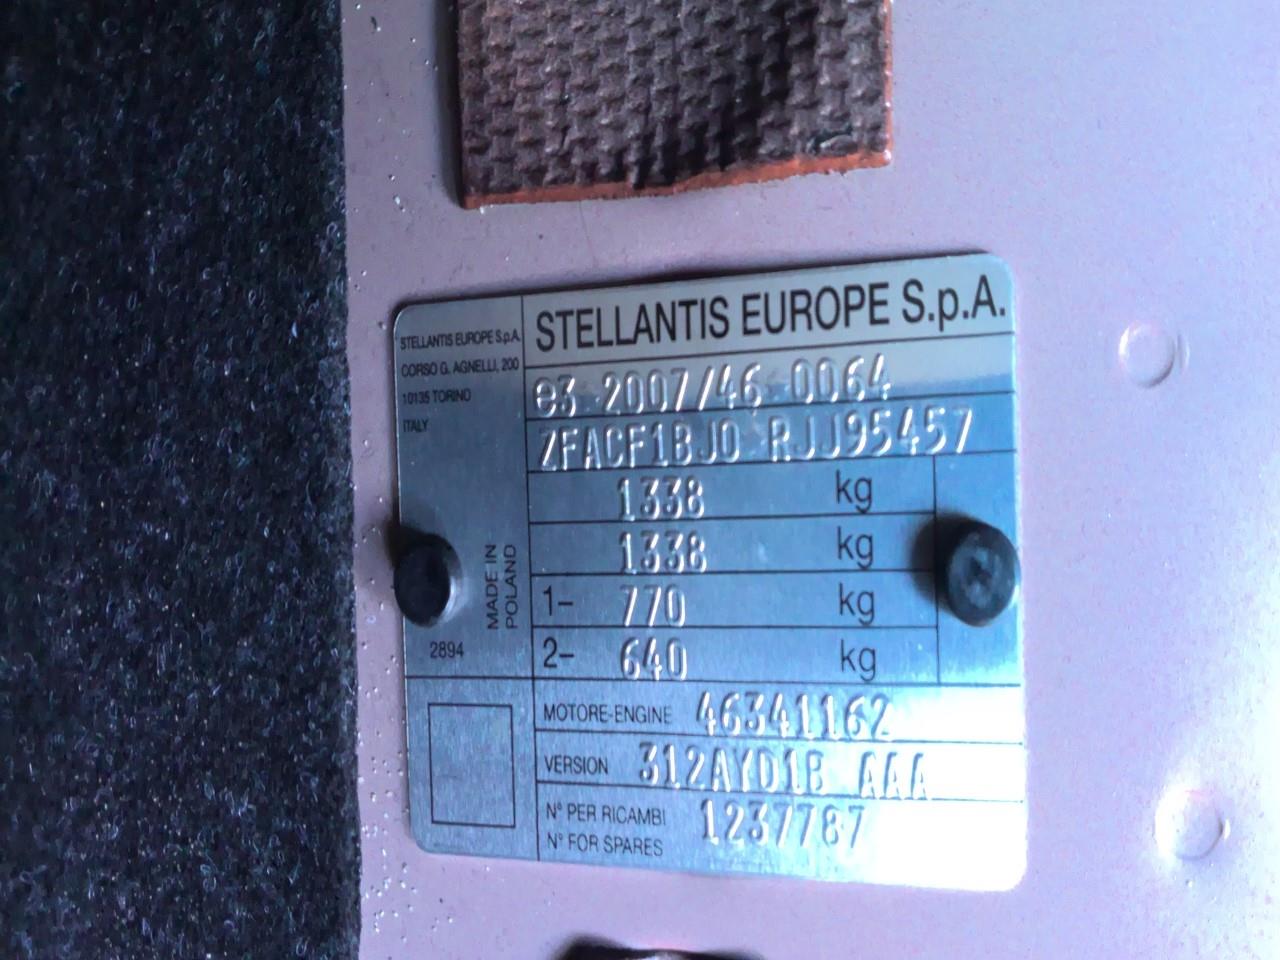 STELLANTIS EUROPE S.p.A.
CORSO G. AGNELLI, 200
10135 TORINO
ITALY
MADE IN
POLAND
2894
STELLANTIS EUROPE S.p.A.
e3 2007/46 0064
ZFACF1BJ0 RJJ95457
1338 kg
1338 kg
1- 770 kg
2- 640 kg
MOTORE-ENGINE 46341162
VERSION 312AYD1B AAA
N° PER RICAMBI
N° FOR SPARES
1237787